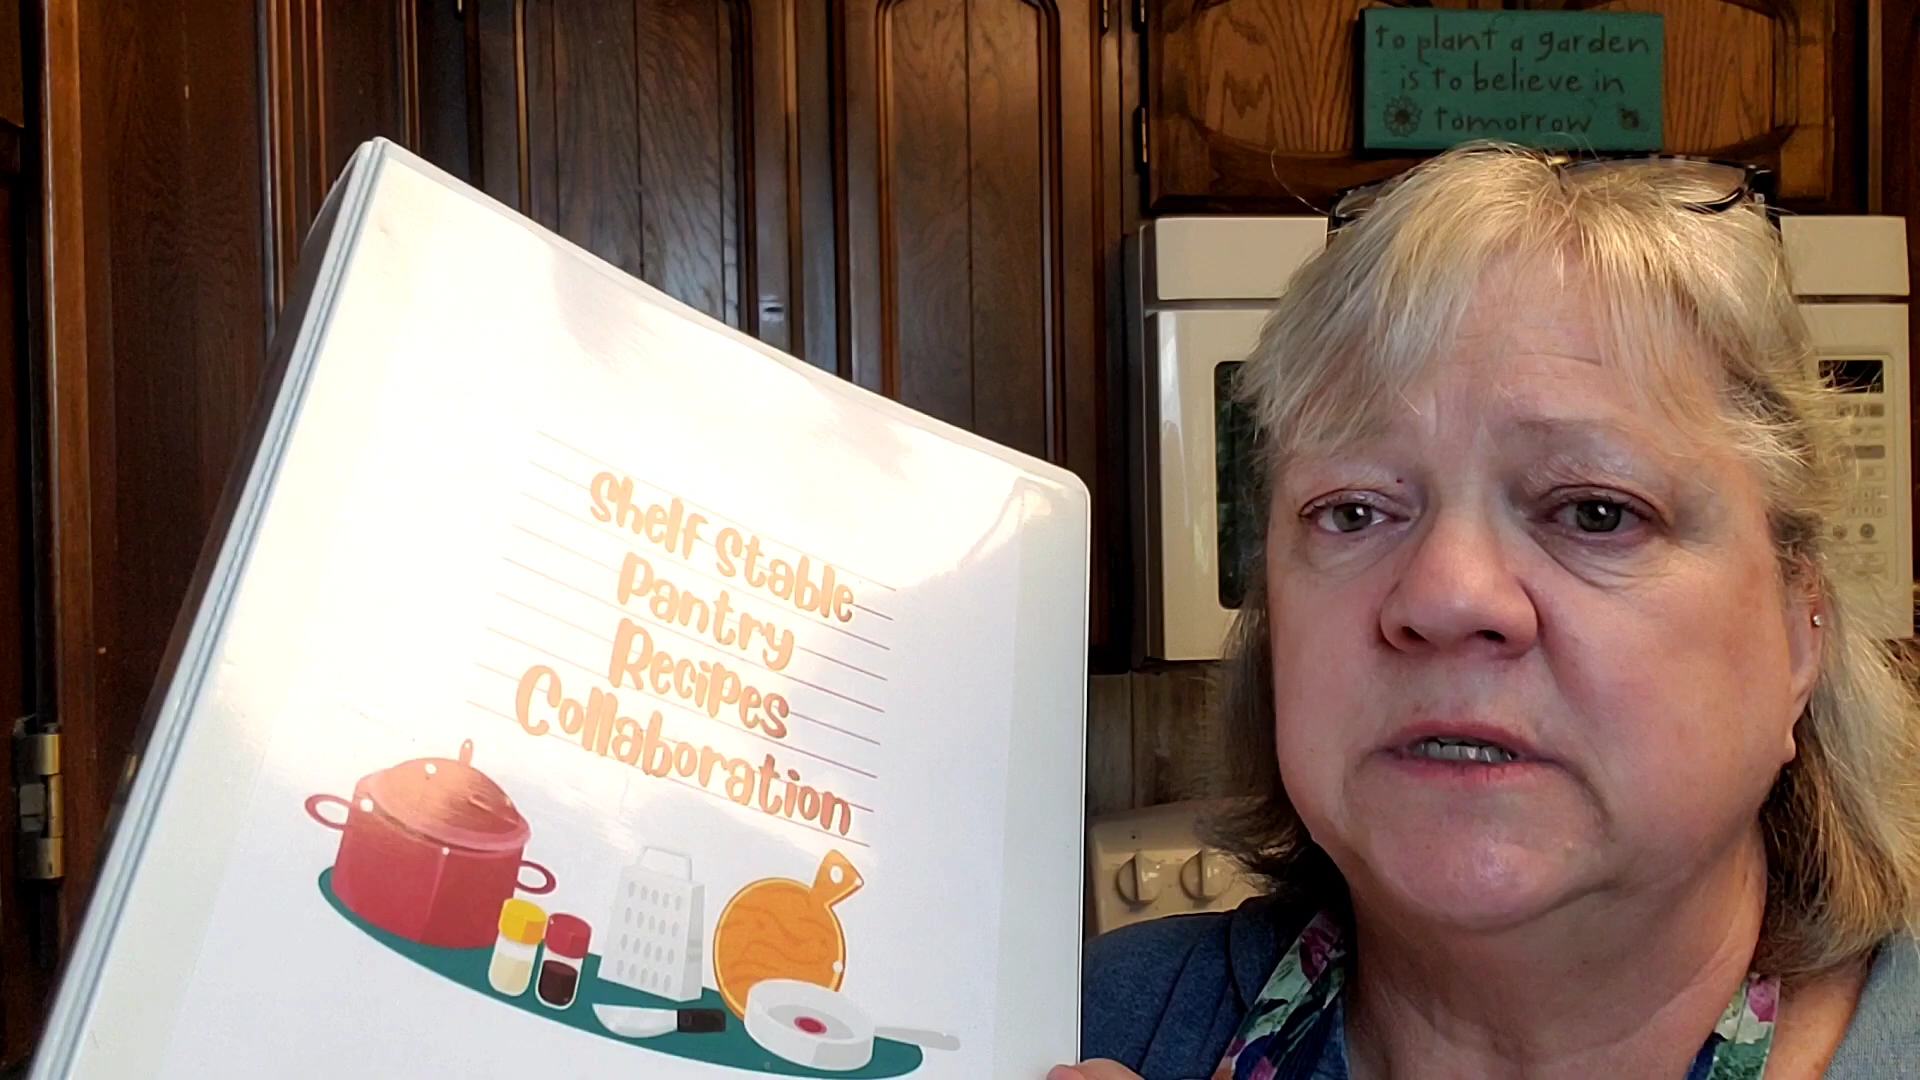 to plant a garden
is to believe in
tomorrow
Shelf Stable
Pantry
Recipes
Collaboration